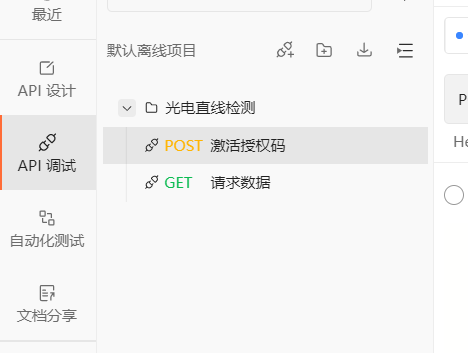 最近
API 设计
API 调试
自动化测试
文档分享
默认离线项目
光电直线检测
POST 激活授权码
GET 请求数据